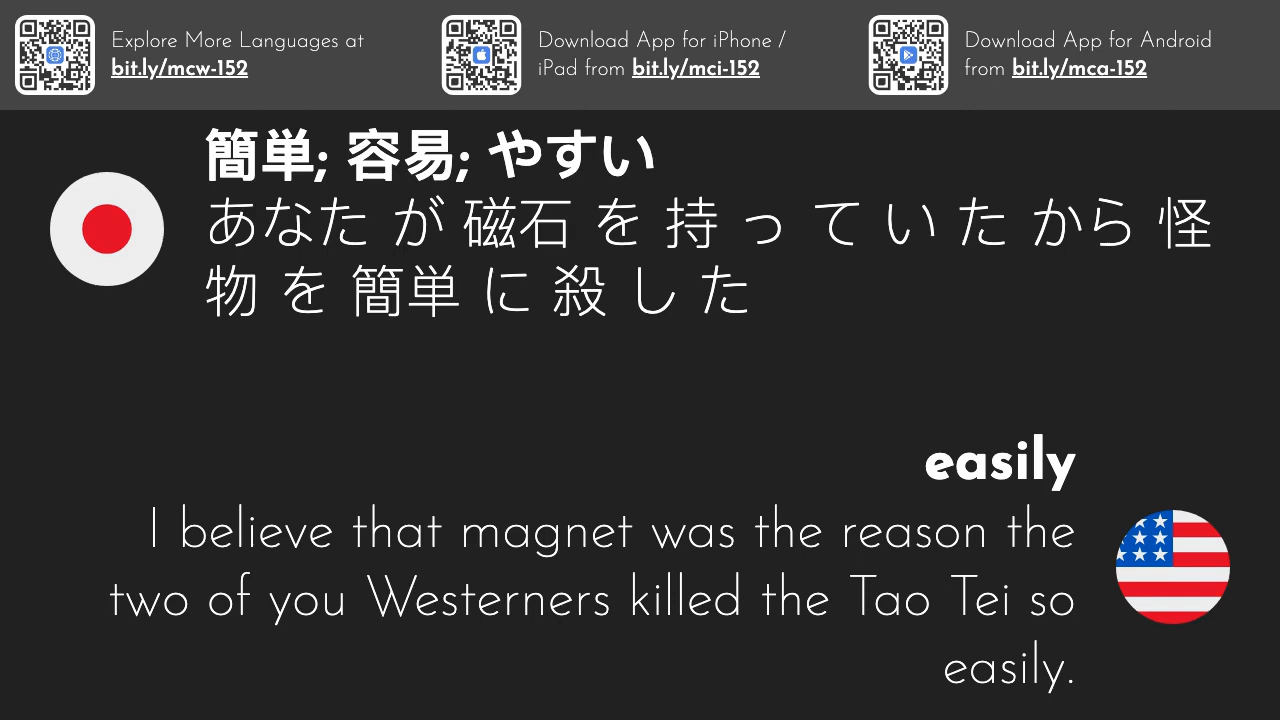 Explore More Languages at
bit.ly/mcw-152
Download App for iPhone /
iPad from bit.ly/mci-152
Download App for Android
from bit.ly/mca-152
簡単; 容易; やすい
あなた が 磁石 を 持 っ て い た から 怪
物 を 簡単 に 殺 し た
easily
I believe that magnet was the reason the
two of you Westerners killed the Tao Tei so
easily.